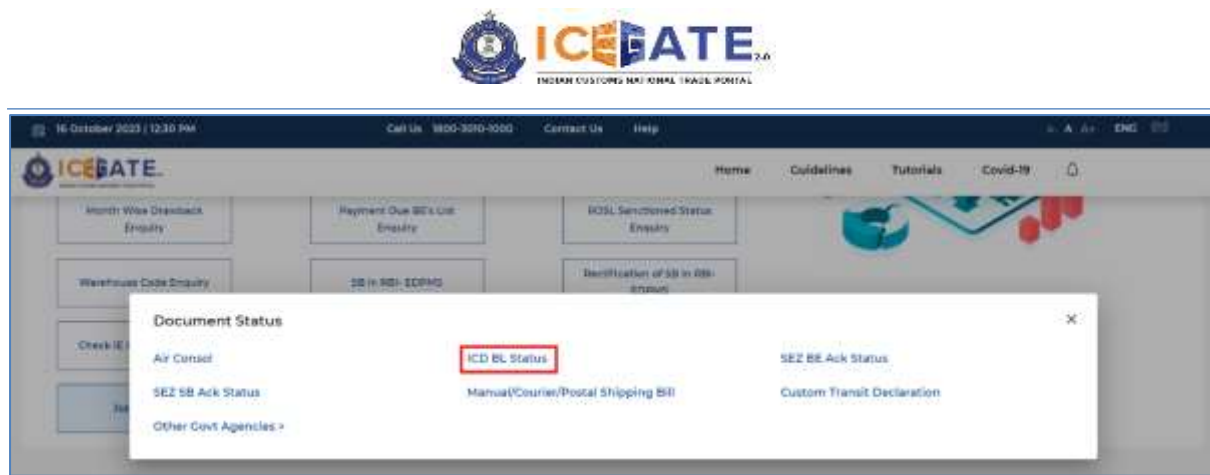 ICEGATE 2.0
INDIAN CUSTOMS NATIONAL TRADE PORTAL
16 October 2023 | 12:30 PM Call Us 1800-3010-1000 Contact Us Help A- A A+ ENG
ICEGATE Home Guidelines Tutorials Covid-19
Month Wise Drawback Enquiry
Payment Due BE's List Enquiry
ROSL Sanctioned Status Enquiry
Warehouse Code Enquiry
SB in RBI- EDPMS
Rectification of SB in RBI- EDPMS
Document Status
Check IE
Air Consol ICD BL Status SEZ BE Ack Status
SEZ SB Ack Status Manual/Courier/Postal Shipping Bill Custom Transit Declaration
Other Govt Agencies >